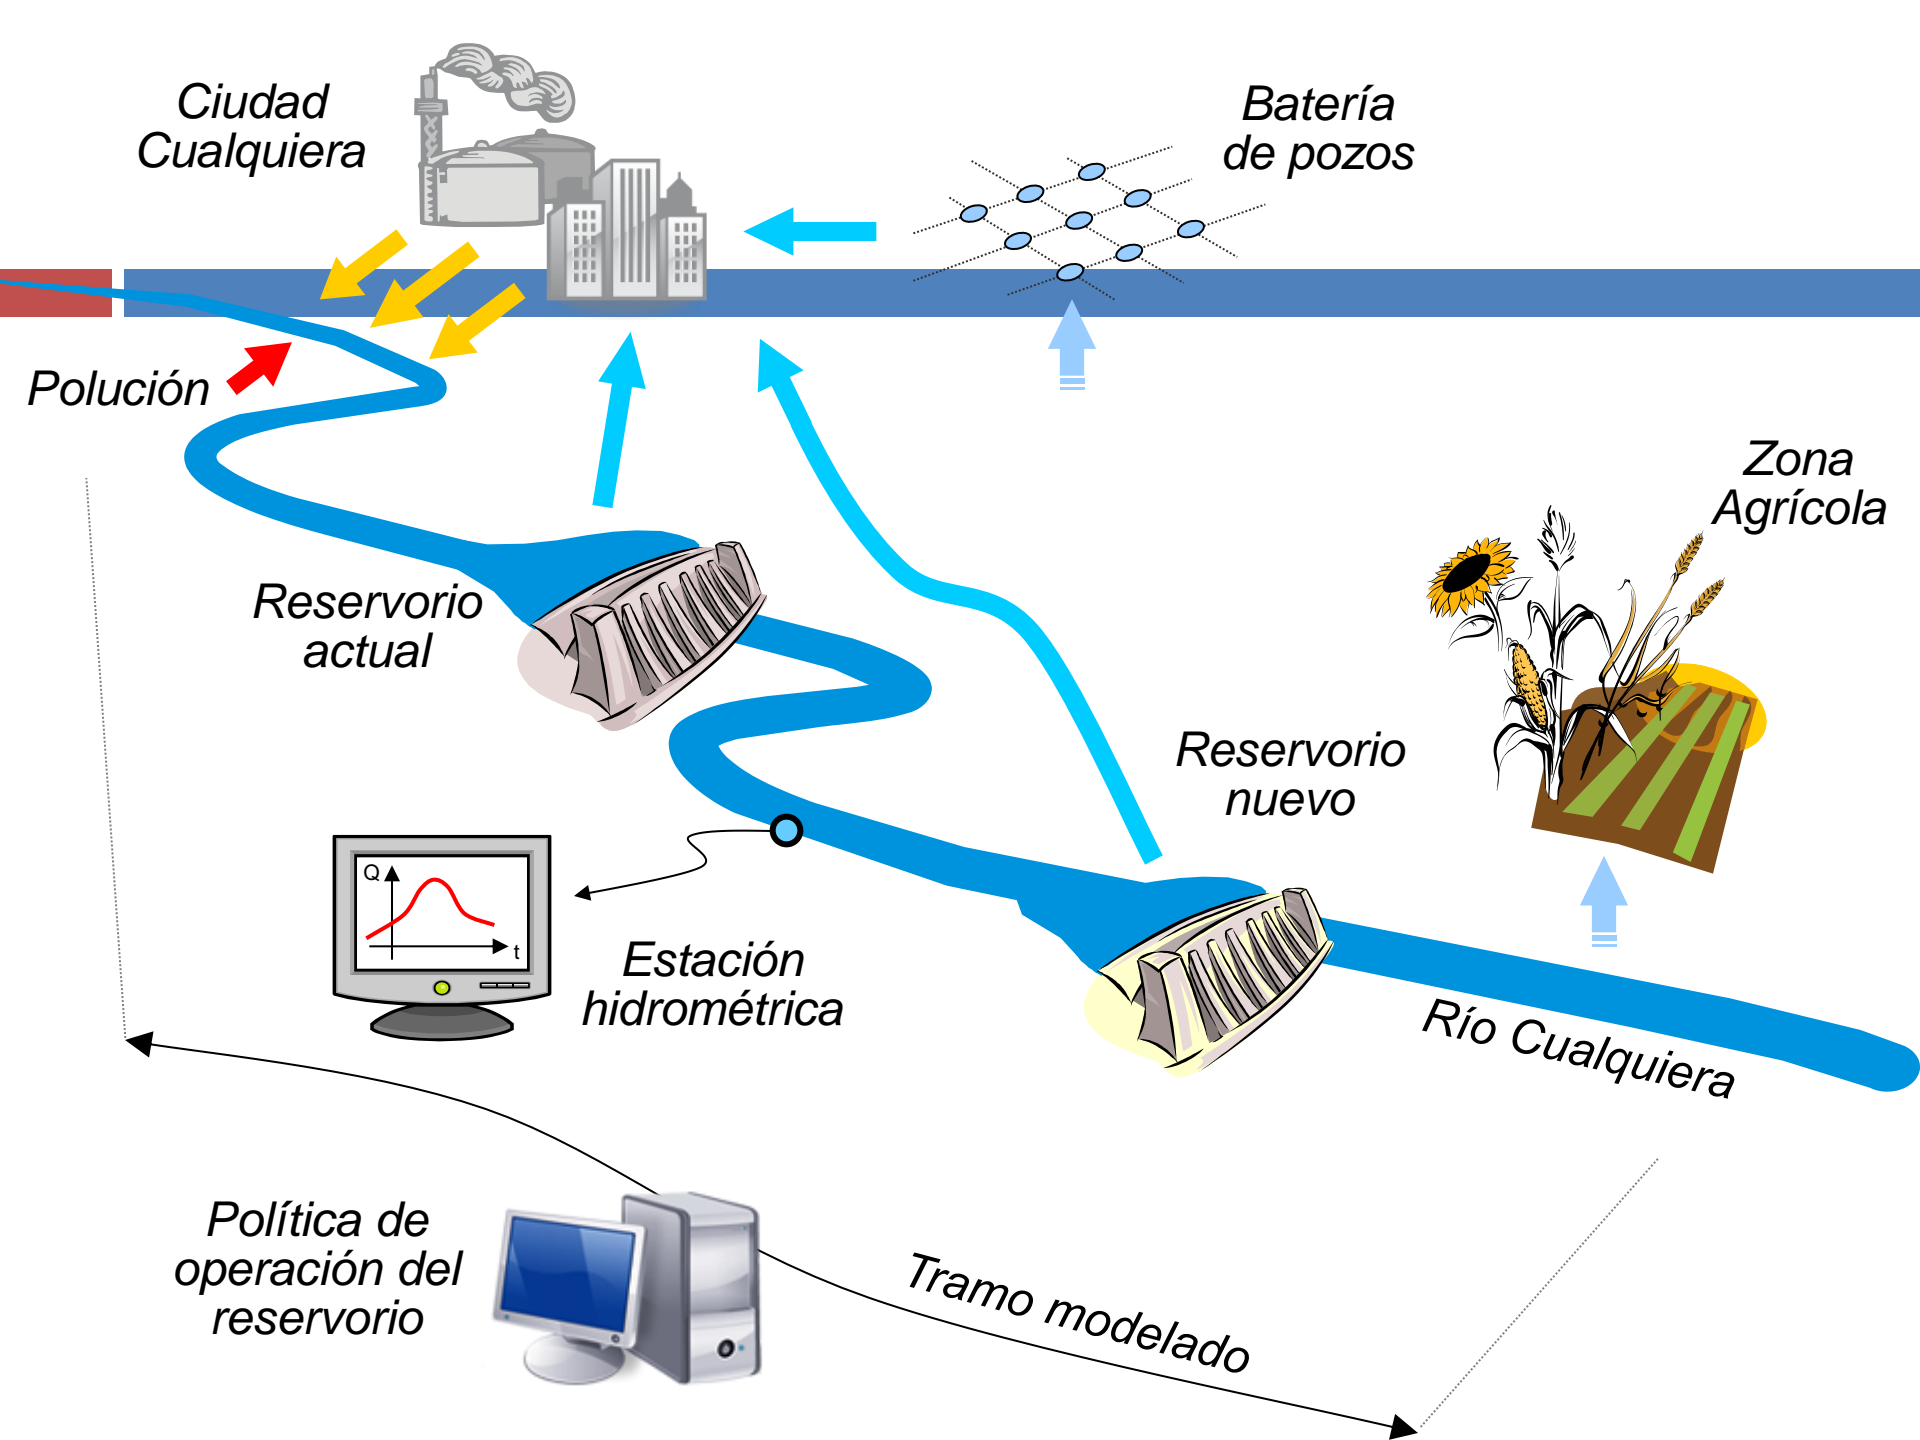 Ciudad
Cualquiera
Batería
de pozos
Polución
Zona
Agrícola
Reservorio
actual
Reservorio
nuevo
Q
t
Estación
hidrométrica
Río Cualquiera
Política de
operación del
reservorio
Tramo modelado